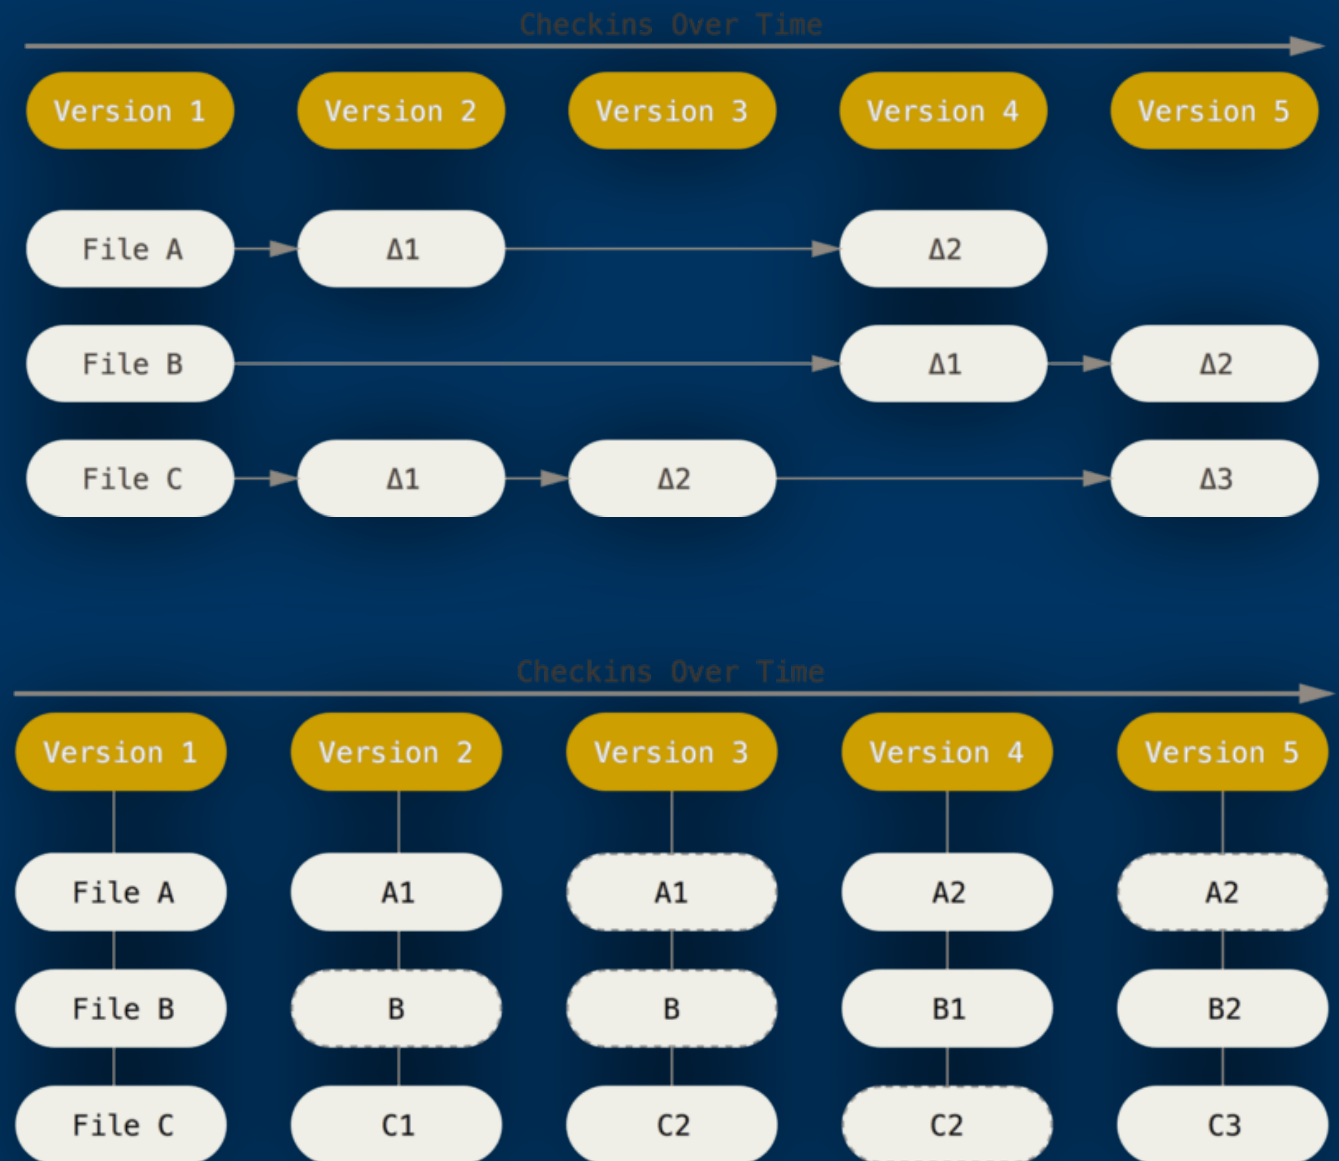 Checkins Over Time
Version 1 Version 2 Version 3 Version 4 Version 5
File A Δ1 Δ2
File B Δ1 Δ2
File C Δ1 Δ2 Δ3
Checkins Over Time
Version 1 Version 2 Version 3 Version 4 Version 5
File A A1 A1 A2 A2
File B B B B1 B2
File C C1 C2 C2 C3